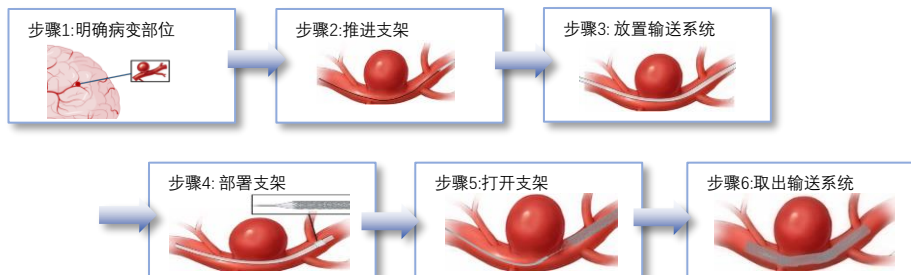 步骤1:明确病变部位
步骤2:推进支架
步骤3: 放置输送系统
步骤4: 部署支架
步骤5:打开支架
步骤6:取出输送系统